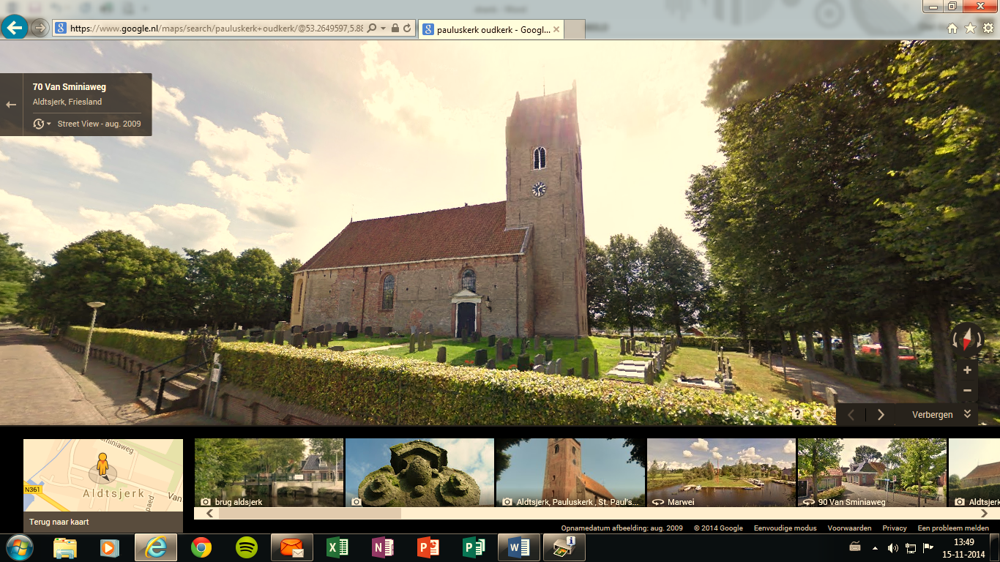 https://www.google.nl/maps/search/pauluskerk+oudkerk/@53.2649597,5.88
pauluskerk oudkerk - Googl...
70 Van Sminiaweg
Aldtsjerk, Friesland
Street View - aug. 2009
Verbergen
Sminiaweg
N361
Aldtsjerk
Van
paed
Terug naar kaart
brug aldsjerk
Aldtsjerk, Pauluskerk , St. Paul's...
Marwei
90 Van Sminiaweg
Aldtsjerk
Opnamedatum afbeelding: aug. 2009
© 2014 Google
Eenvoudige modus
Voorwaarden
Privacy
Een probleem melden
13:49
15-11-2014